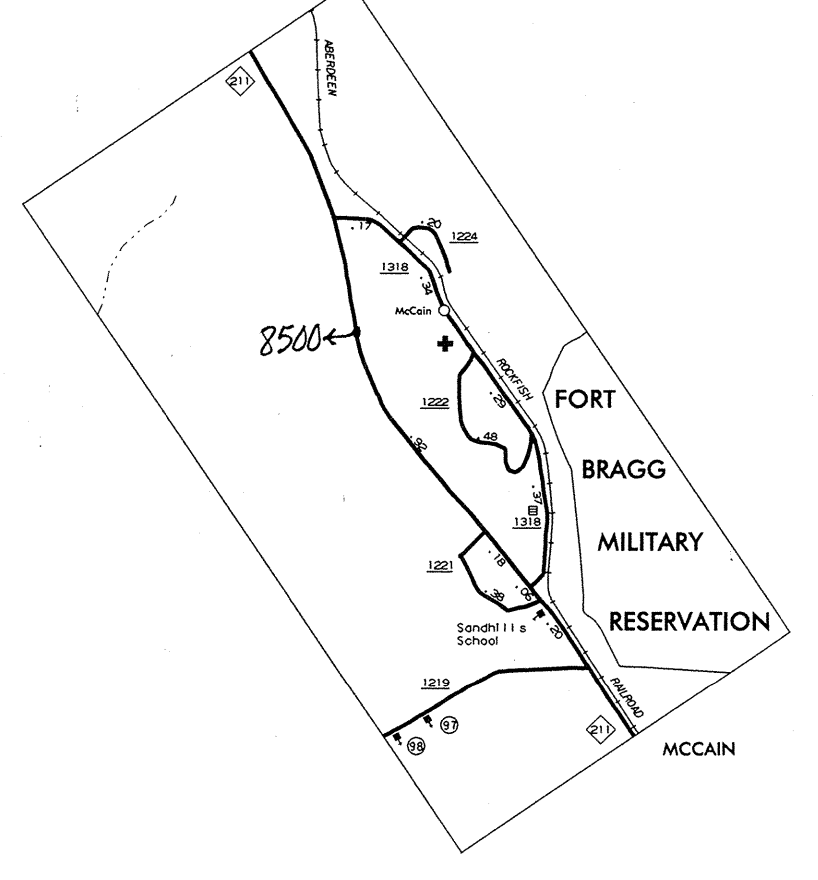 ABERDEEN
211
.17
.20
1224
1318
.34
McCain
8500
ROCKFISH
1222
.29
FORT
.48
.92
BRAGG
.37
1318
MILITARY
1221
.18
.38
.06
Sandhills
School
.20
RESERVATION
1219
RAILROAD
97
98
211
MCCAIN